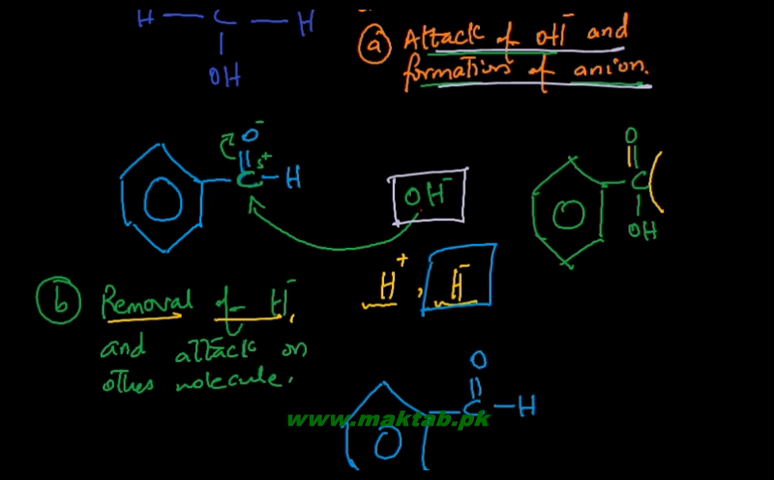 H — C — H
OH
a Attack of OH⁻ and
formation of anion.
O⁻
C δ+ — H
OH⁻
O
C
OH
H⁺, H⁻
b Removal of H⁻,
and attack on
other molecule.
O
C — H
www.maktab.pk